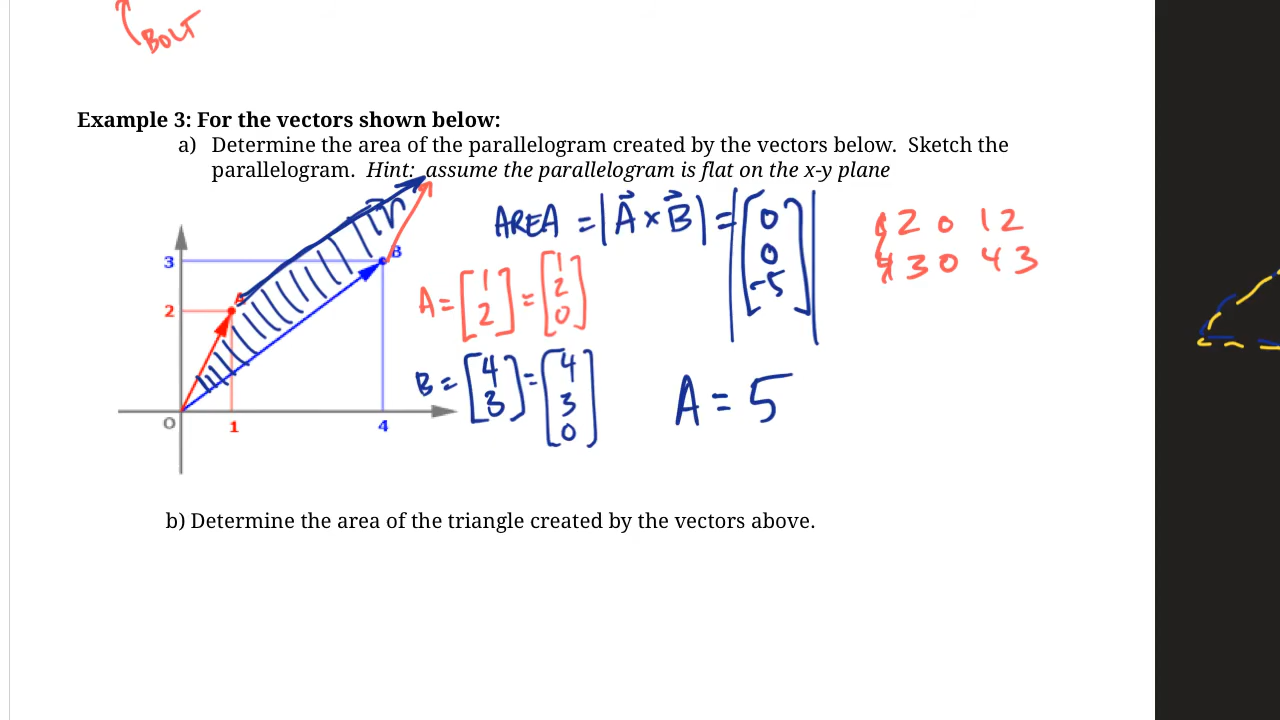 BOLT
Example 3: For the vectors shown below:
a) Determine the area of the parallelogram created by the vectors below. Sketch the
parallelogram. Hint: assume the parallelogram is flat on the x-y plane
AREA = |A × B| = |[0 0 -5]|
2 0 1 2
3 0 4 3
3
B
A
2
A = [1 2] = [1 2 0]
B = [4 3] = [4 3 0]
A = 5
O
1
4
b) Determine the area of the triangle created by the vectors above.